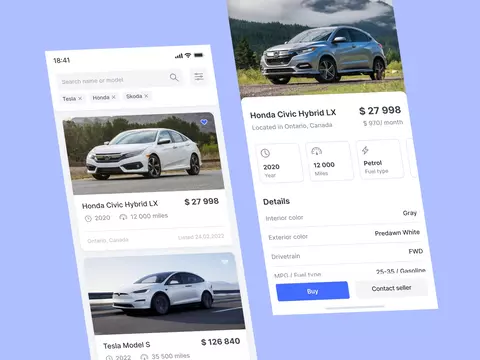 18:41
Search name or model
Tesla ×
Honda ×
Skoda ×
Honda Civic Hybrid LX
$ 27 998
2020
12 000 miles
Ontario, Canada
Listed 24.02.2022
Tesla Model S
$ 126 840
2022
35 500 miles
Honda Civic Hybrid LX
$ 27 998
Located in Ontario, Canada
$ 970/ month
2020
Year
12 000
Miles
Petrol
Fuel type
Details
Interior color
Gray
Exterior color
Predawn White
Drivetrain
FWD
MPG / Fuel type
25-35 / Gasoline
Buy
Contact seller